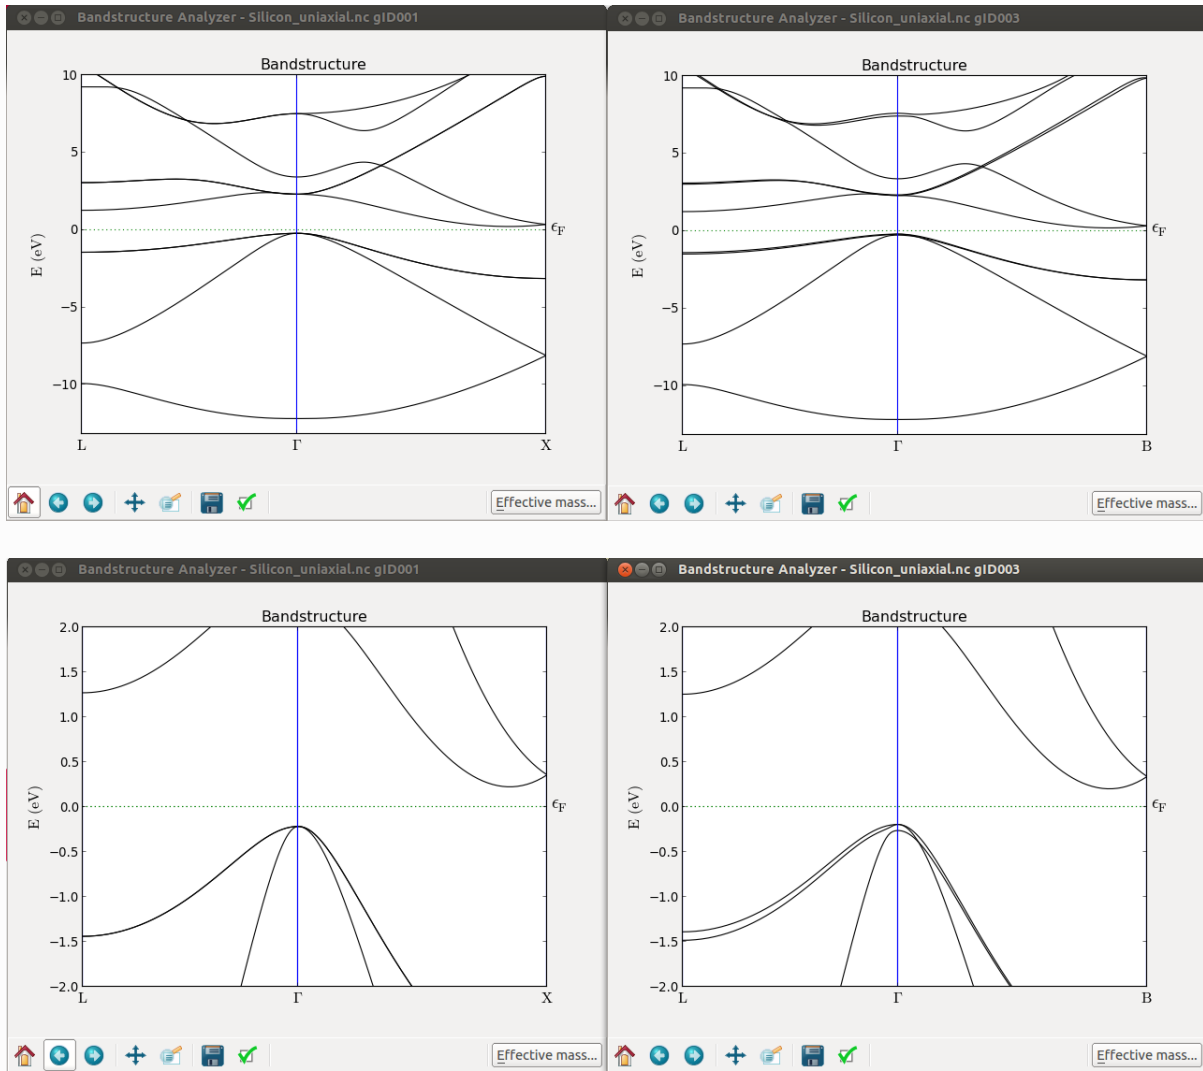 Bandstructure Analyzer - Silicon_uniaxial.nc gID001
Bandstructure
10
5
0
−5
−10
E (eV)
ϵF
L Γ X
Effective mass...
Bandstructure Analyzer - Silicon_uniaxial.nc gID003
Bandstructure
10
5
0
−5
−10
E (eV)
ϵF
L Γ B
Effective mass...
Bandstructure Analyzer - Silicon_uniaxial.nc gID001
Bandstructure
2.0
1.5
1.0
0.5
0.0
−0.5
−1.0
−1.5
−2.0
E (eV)
ϵF
L Γ X
Effective mass...
Bandstructure Analyzer - Silicon_uniaxial.nc gID003
Bandstructure
2.0
1.5
1.0
0.5
0.0
−0.5
−1.0
−1.5
−2.0
E (eV)
ϵF
L Γ B
Effective mass...